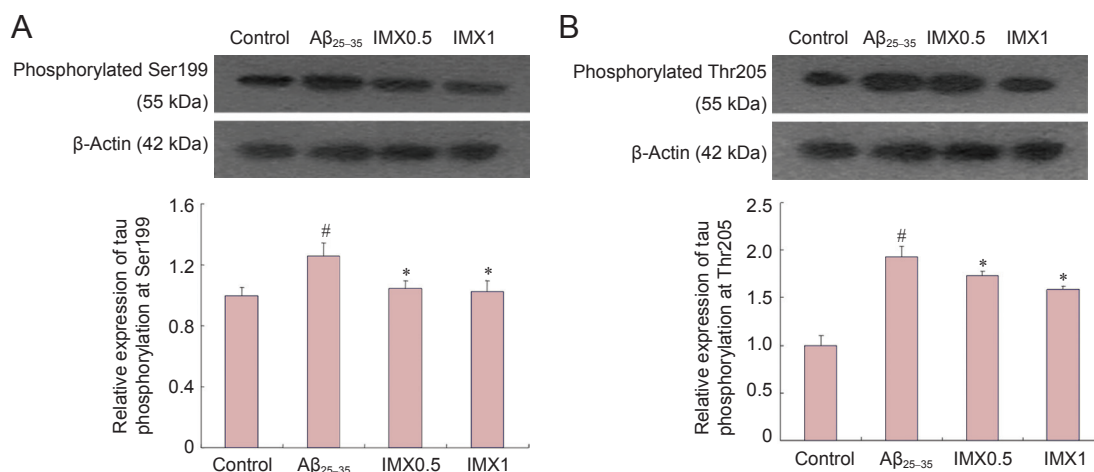 A
Control Aβ25–35 IMX0.5 IMX1
Phosphorylated Ser199
(55 kDa)
β-Actin (42 kDa)
Relative expression of tau
phosphorylation at Ser199
1.6
1.2
0.8
0.4
0
#
*
*
Control Aβ25–35 IMX0.5 IMX1
B
Control Aβ25–35 IMX0.5 IMX1
Phosphorylated Thr205
(55 kDa)
β-Actin (42 kDa)
Relative expression of tau
phosphorylation at Thr205
2.5
2.0
1.5
1.0
0.5
0
#
*
*
Control Aβ25–35 IMX0.5 IMX1